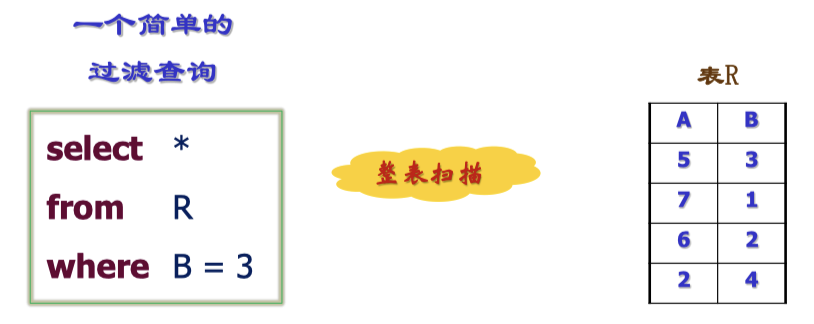 一个简单的
过滤查询
select *
from R
where B = 3
整表扫描
表R
A B
5 3
7 1
6 2
2 4